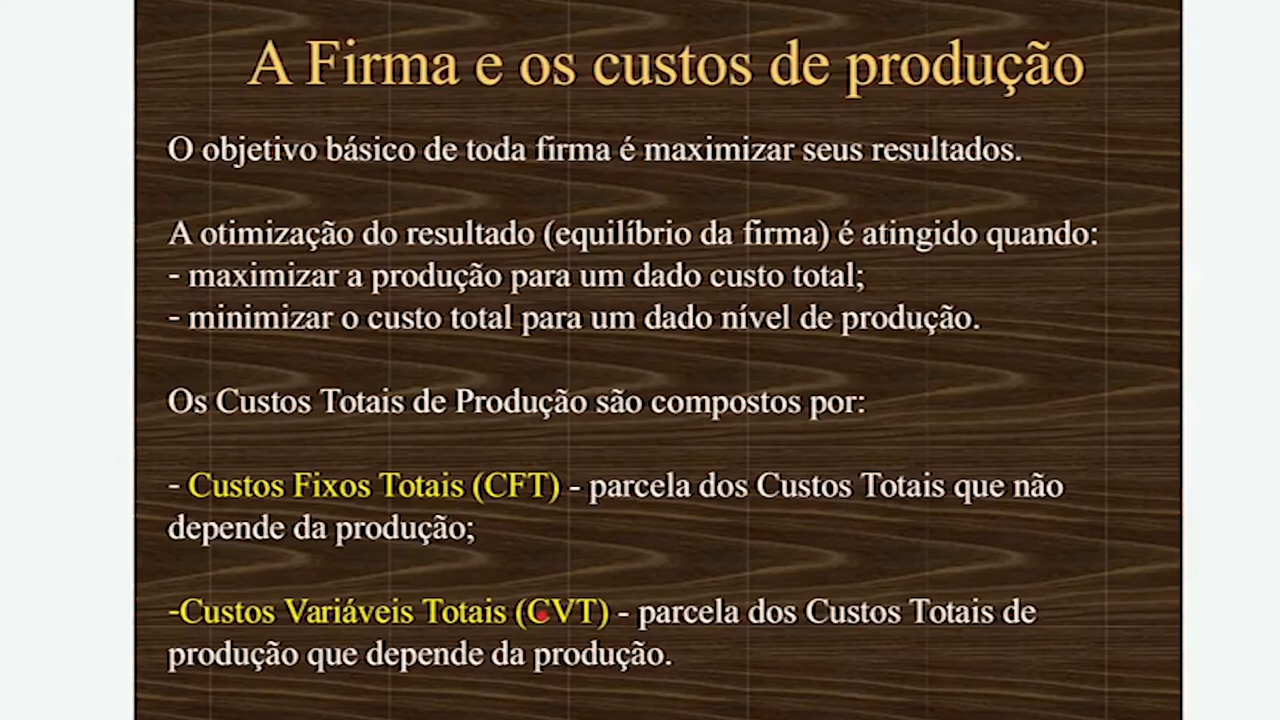 A Firma e os custos de produção
O objetivo básico de toda firma é maximizar seus resultados.
A otimização do resultado (equilíbrio da firma) é atingido quando:
- maximizar a produção para um dado custo total;
- minimizar o custo total para um dado nível de produção.
Os Custos Totais de Produção são compostos por:
- Custos Fixos Totais (CFT) - parcela dos Custos Totais que não
depende da produção;
-Custos Variáveis Totais (CVT) - parcela dos Custos Totais de
produção que depende da produção.